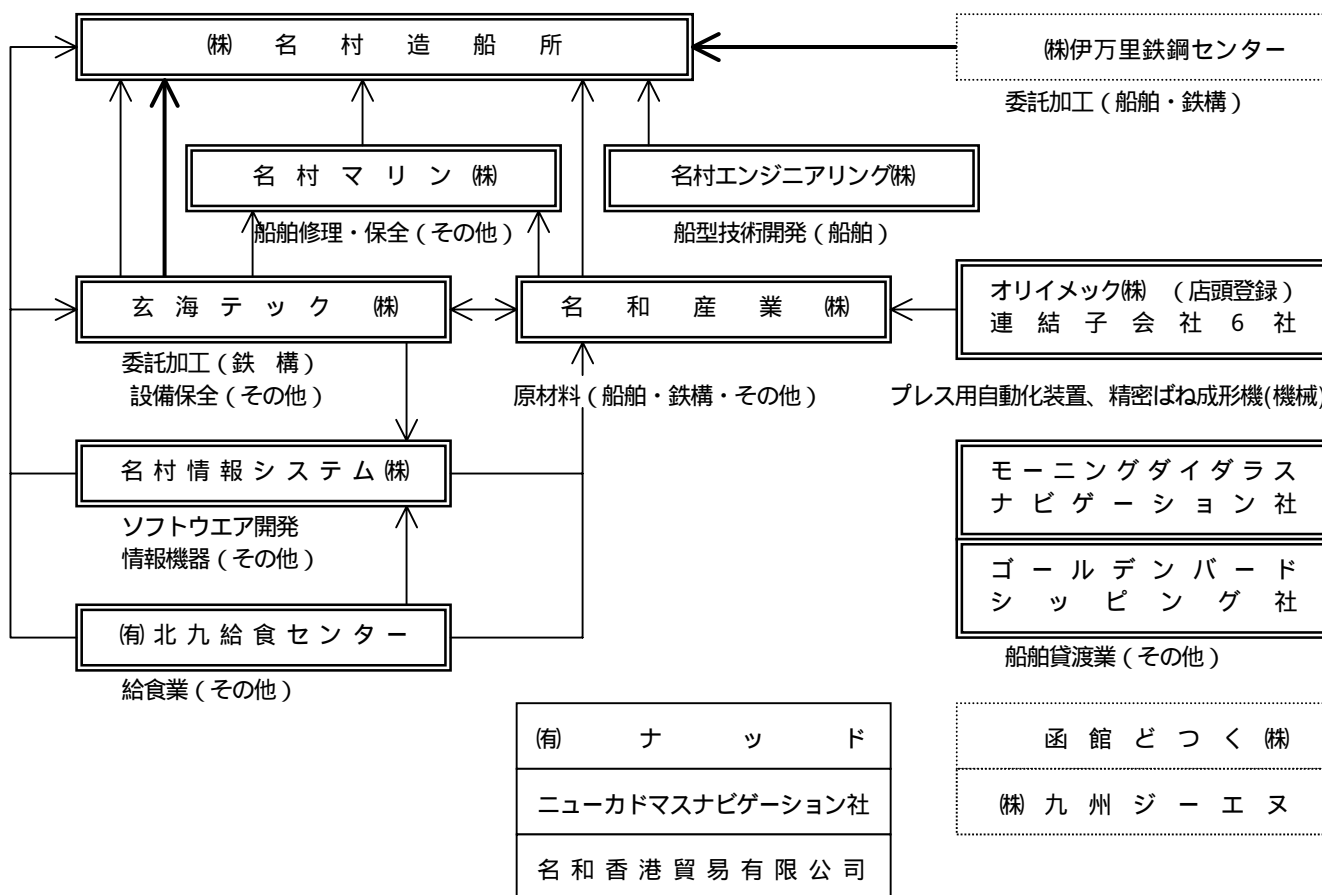 ㈱名村造船所
㈱伊万里鉄鋼センター
委託加工(船舶・鉄構)
名村マリン㈱
名村エンジニアリング㈱
船舶修理・保全(その他)
船型技術開発(船舶)
玄海テック㈱
名和産業㈱
オリイメック㈱ (店頭登録)
連結子会社6社
委託加工(鉄 構)
設備保全(その他)
原材料(船舶・鉄構・その他)
プレス用自動化装置、精密ばね成形機(機械)
名村情報システム㈱
モーニングダイダラス
ナビゲーション社
ソフトウエア開発
情報機器(その他)
ゴールデンバード
シッピング社
㈲北九給食センター
船舶貸渡業(その他)
給食業(その他)
㈲ナッド
函館どつく㈱
ニューカドマスナビゲーション社
㈱九州ジーエヌ
名和香港貿易有限公司